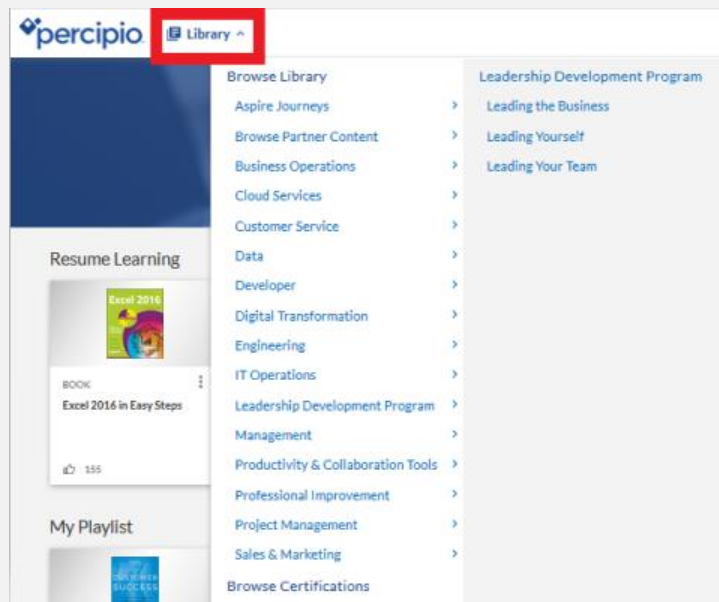 percipio
Library
Browse Library
Aspire Journeys
Browse Partner Content
Business Operations
Cloud Services
Customer Service
Data
Developer
Digital Transformation
Engineering
IT Operations
Leadership Development Program
Management
Productivity & Collaboration Tools
Professional Improvement
Project Management
Sales & Marketing
Browse Certifications
Leadership Development Program
Leading the Business
Leading Yourself
Leading Your Team
Resume Learning
Excel 2016
BOOK
Excel 2016 in Easy Steps
155
My Playlist
CUSTOMER
SUCCESS